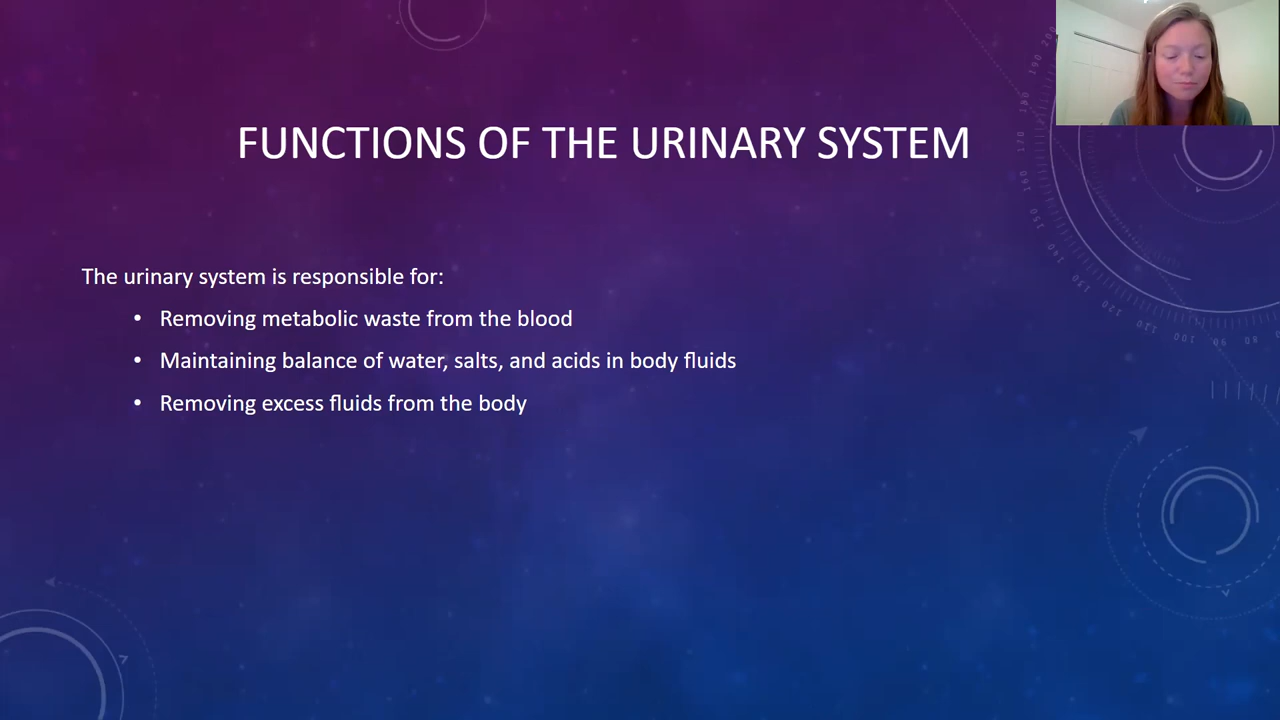 FUNCTIONS OF THE URINARY SYSTEM
The urinary system is responsible for:
• Removing metabolic waste from the blood
• Maintaining balance of water, salts, and acids in body fluids
• Removing excess fluids from the body